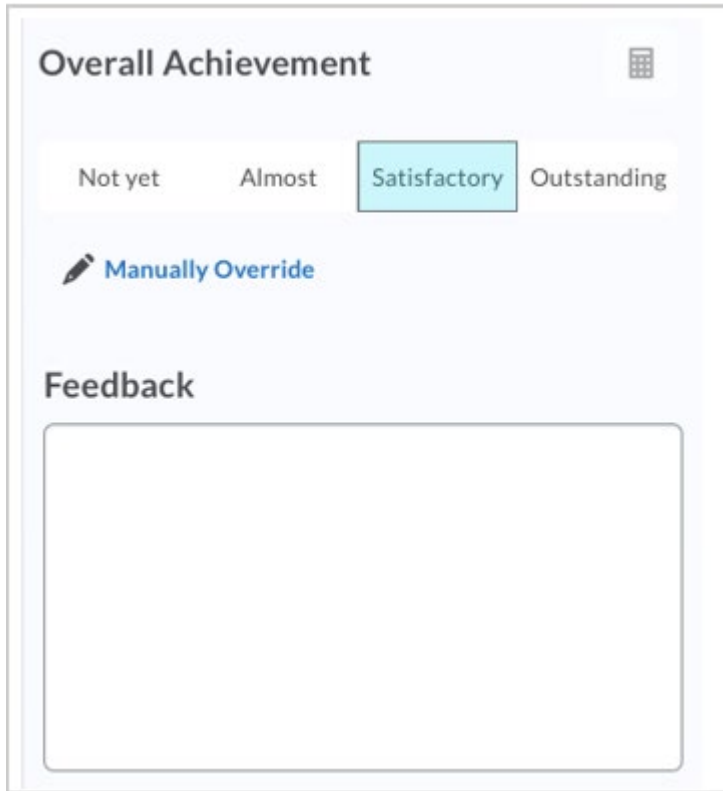 Overall Achievement
Not yet Almost Satisfactory Outstanding
Manually Override
Feedback